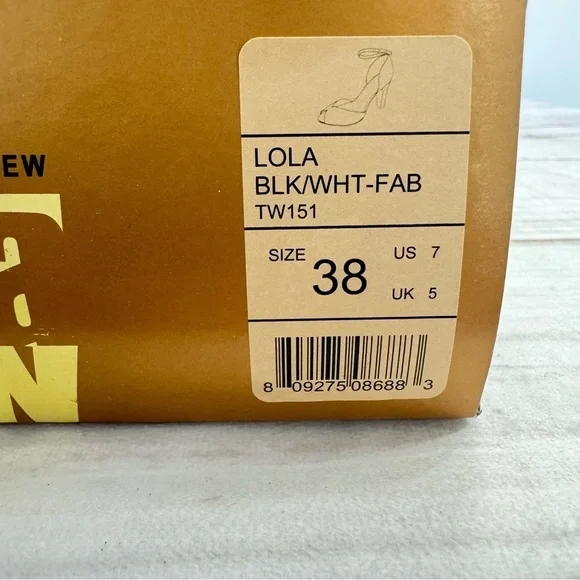 EW
N
LOLA
BLK/WHT-FAB
TW151
SIZE 38 US 7
UK 5
8 09275 08688 3